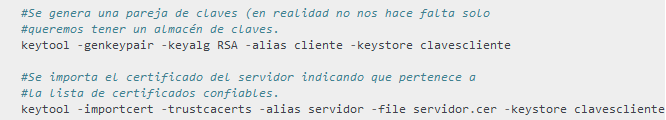 #Se genera una pareja de claves (en realidad no nos hace falta solo
#queremos tener un almacén de claves.
keytool -genkeypair -keyalg RSA -alias cliente -keystore clavescliente
#Se importa el certificado del servidor indicando que pertenece a
#la lista de certificados confiables.
keytool -importcert -trustcacerts -alias servidor -file servidor.cer -keystore clavescliente